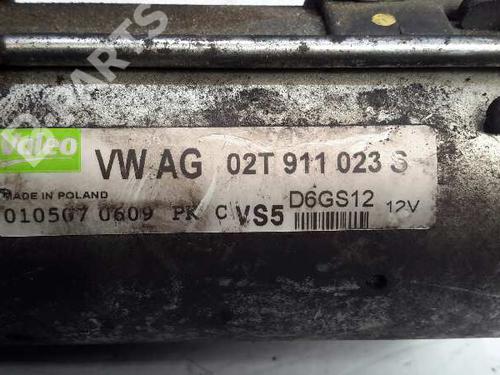 PARTS
Valeo
VW AG 02T 911 023 S
MADE IN POLAND
D6GS12
010507 0609 PK C VS5
12V